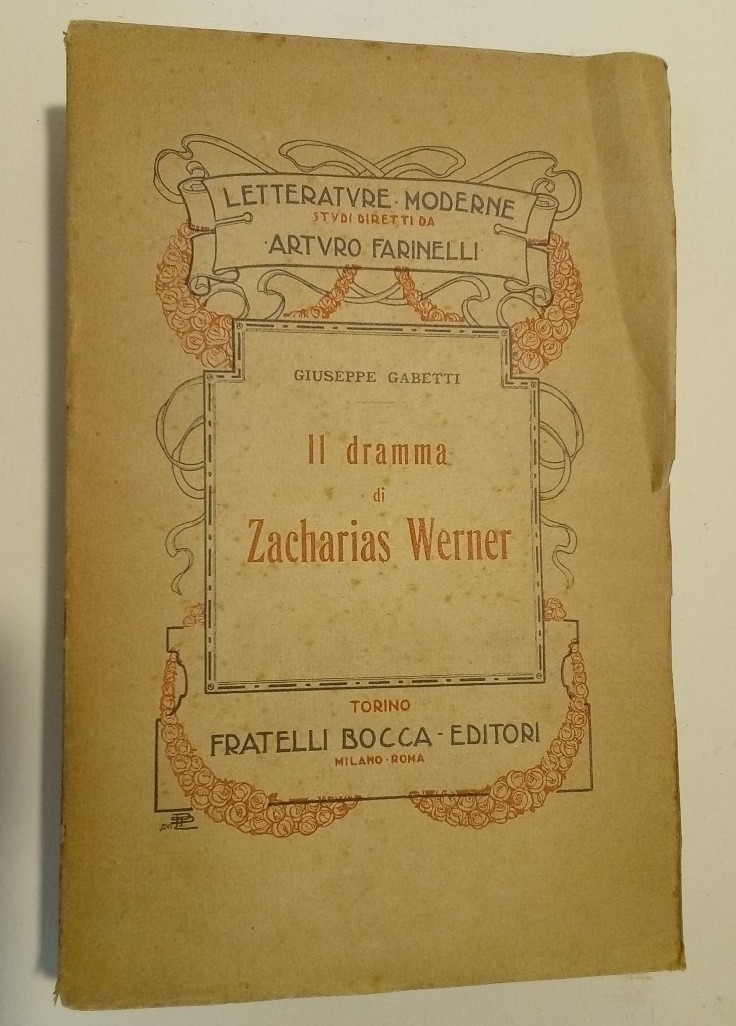 LETTERATVRE · MODERNE
STVDI DIRETTI DA
· ARTVRO FARINELLI ·
GIUSEPPE GABETTI
Il dramma
di
Zacharias Werner
TORINO
FRATELLI BOCCA - EDITORI
MILANO · ROMA